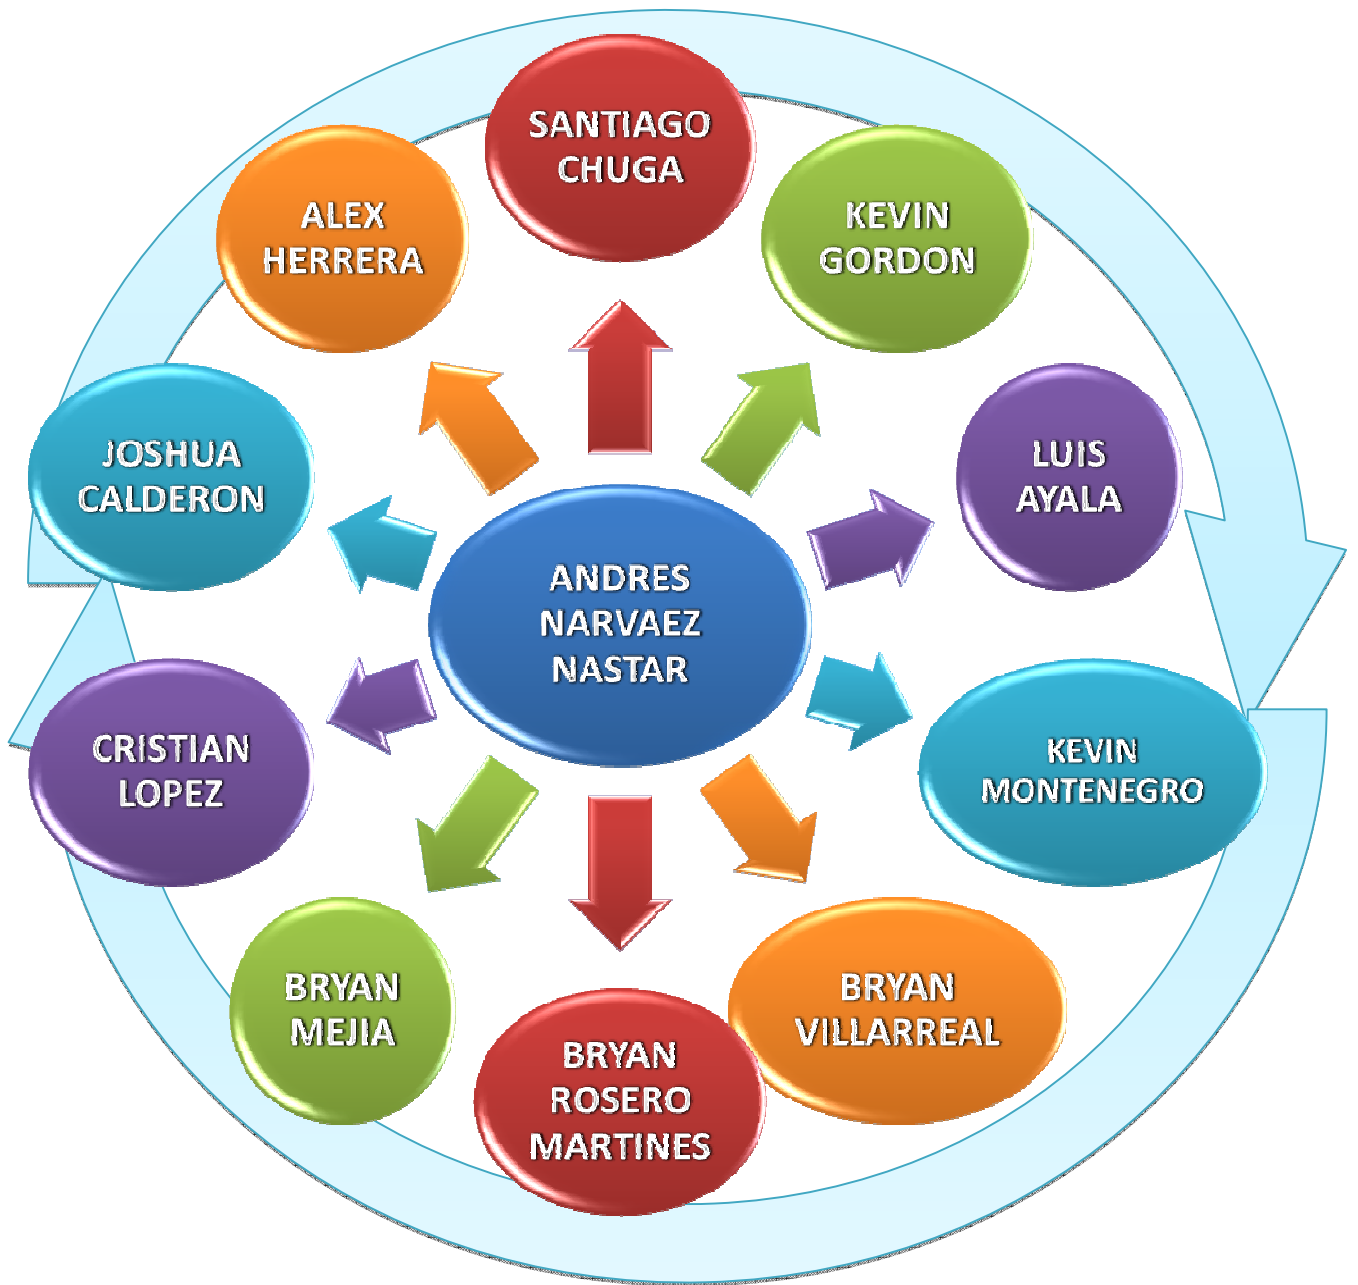 SANTIAGO
CHUGA
KEVIN
GORDON
LUIS
AYALA
KEVIN
MONTENEGRO
BRYAN
VILLARREAL
BRYAN
ROSERO
MARTINES
BRYAN
MEJIA
CRISTIAN
LOPEZ
JOSHUA
CALDERON
ALEX
HERRERA
ANDRES
NARVAEZ
NASTAR